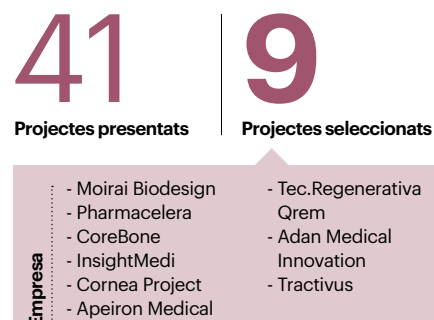 41
Projectes presentats
9
Projectes seleccionats
Empresa
- Moirai Biodesign
- Pharmacelera
- CoreBone
- InsightMedi
- Cornea Project
- Apeiron Medical
- Tec.Regenerativa
Qrem
- Adan Medical
Innovation
- Tractivus